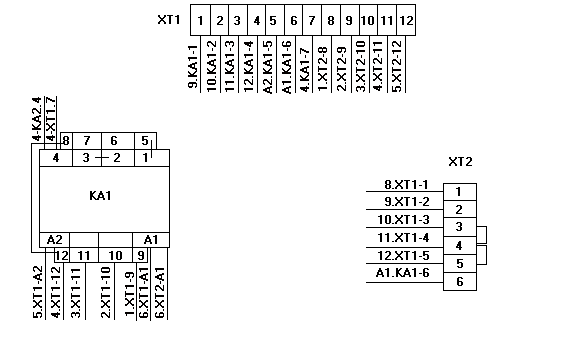 XT1 1 2 3 4 5 6 7 8 9 10 11 12
9.KA1-1
10.KA1-2
11.KA1-3
12.KA1-4
A2.KA1-5
A1.KA1-6
4.KA1-7
1.XT2-8
2.XT2-9
3.XT2-10
4.XT2-11
5.XT2-12
4-KA2.4
4-XT1.7
8 7 6 5
4 3 2 1
KA1
A2 A1
12 11 10 9
5.XT1-A2
4.XT1-12
3.XT1-11
2.XT1-10
1.XT1-9
6.XT1-A1
6.XT2-A1
XT2
8.XT1-1 1
9.XT1-2 2
10.XT1-3 3
11.XT1-4 4
12.XT1-5 5
A1.KA1-6 6